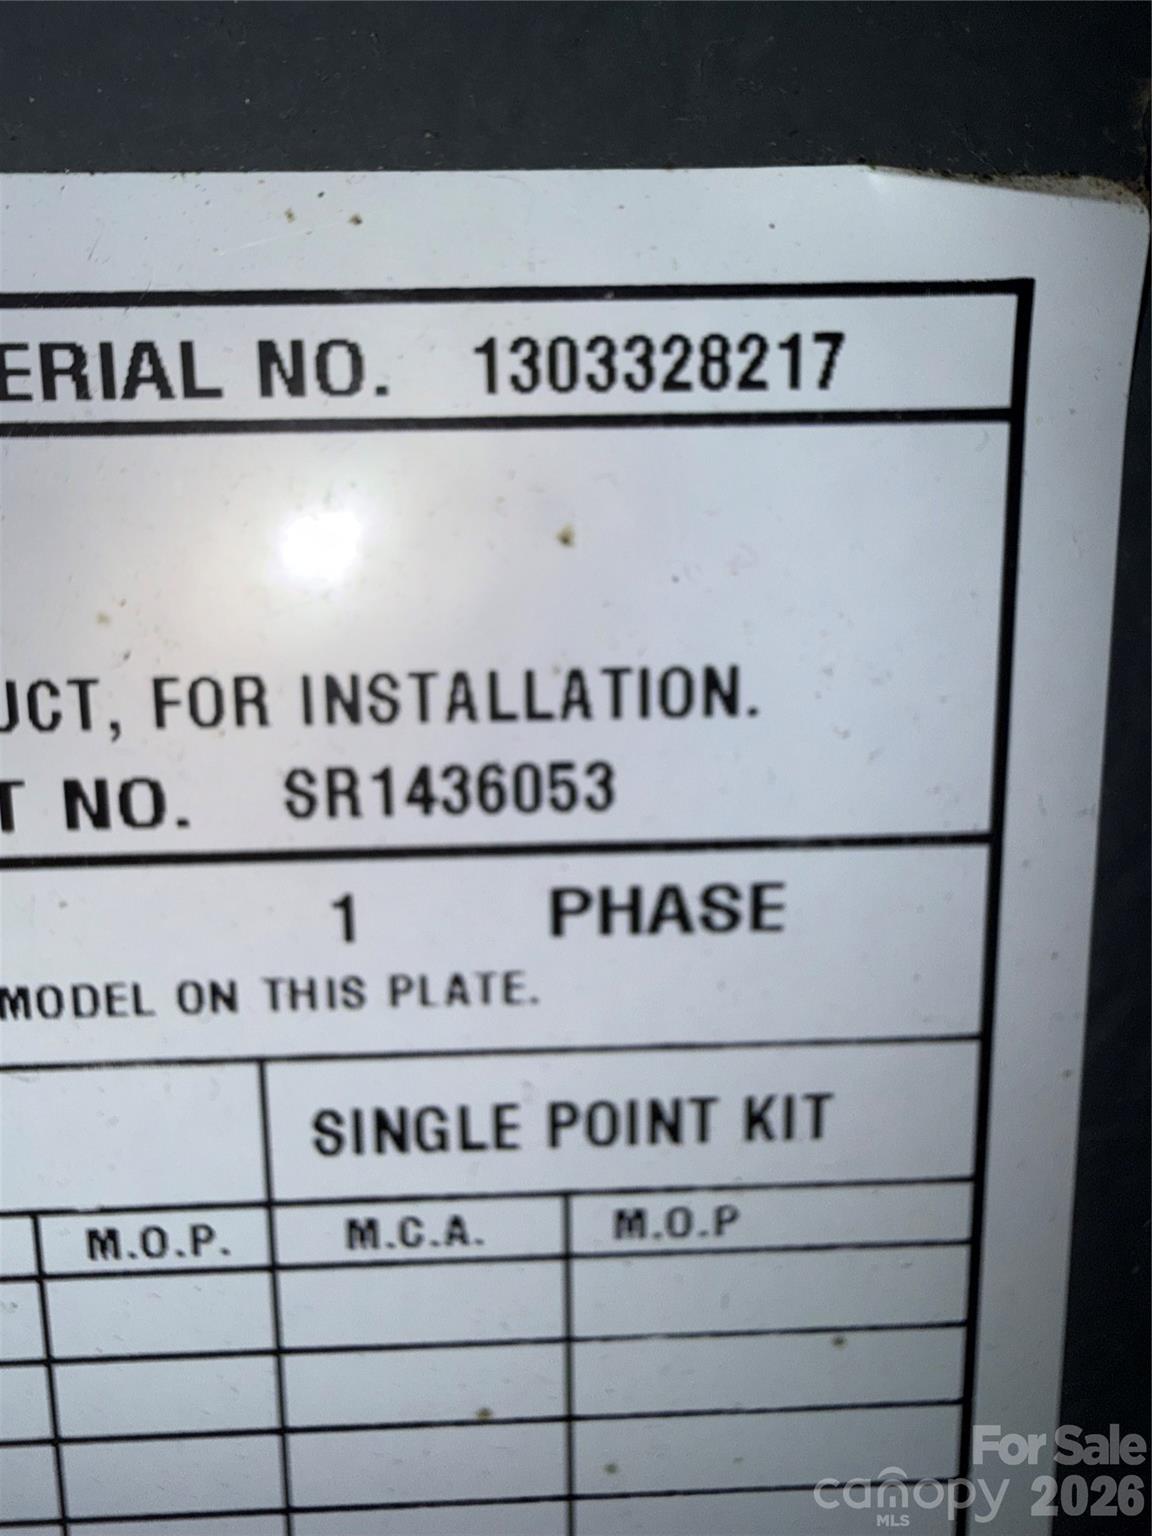 ERIAL NO. 1303328217
UCT, FOR INSTALLATION.
T NO. SR1436053
1 PHASE
MODEL ON THIS PLATE.
SINGLE POINT KIT
M.O.P. M.C.A. M.O.P
For Sale
canopy 2026
MLS